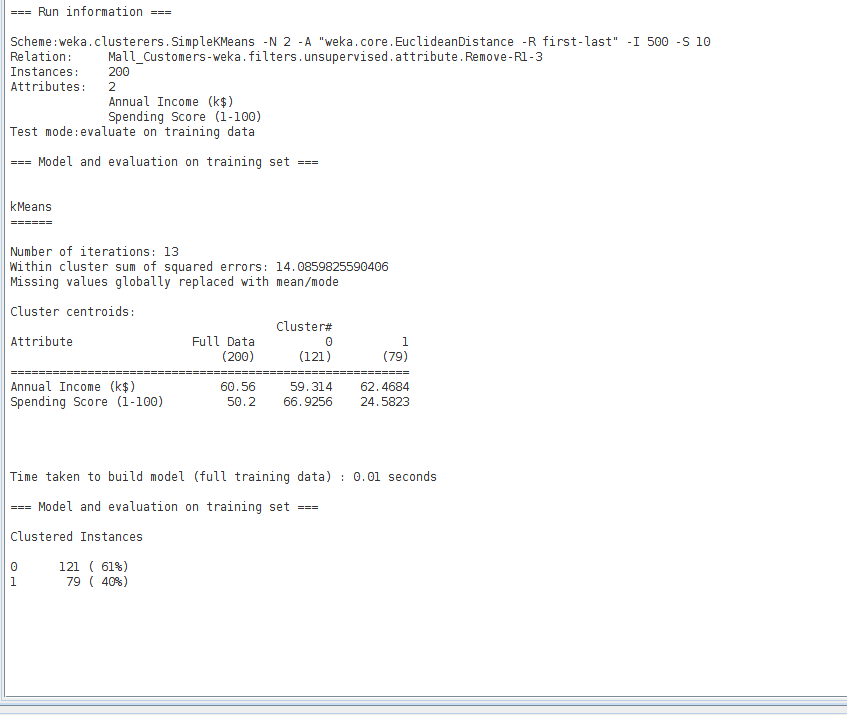 === Run information ===
Scheme:weka.clusterers.SimpleKMeans -N 2 -A "weka.core.EuclideanDistance -R first-last" -I 500 -S 10
Relation:     Mall_Customers-weka.filters.unsupervised.attribute.Remove-R1-3
Instances:    200
Attributes:   2
              Annual Income (k$)
              Spending Score (1-100)
Test mode:evaluate on training data
=== Model and evaluation on training set ===
kMeans
======
Number of iterations: 13
Within cluster sum of squared errors: 14.0859825590406
Missing values globally replaced with mean/mode
Cluster centroids:
                                      Cluster#
Attribute                 Full Data          0          1
                              (200)      (121)       (79)
=========================================================
Annual Income (k$)            60.56     59.314    62.4684
Spending Score (1-100)         50.2    66.9256    24.5823
Time taken to build model (full training data) : 0.01 seconds
=== Model and evaluation on training set ===
Clustered Instances
0      121 ( 61%)
1       79 ( 40%)